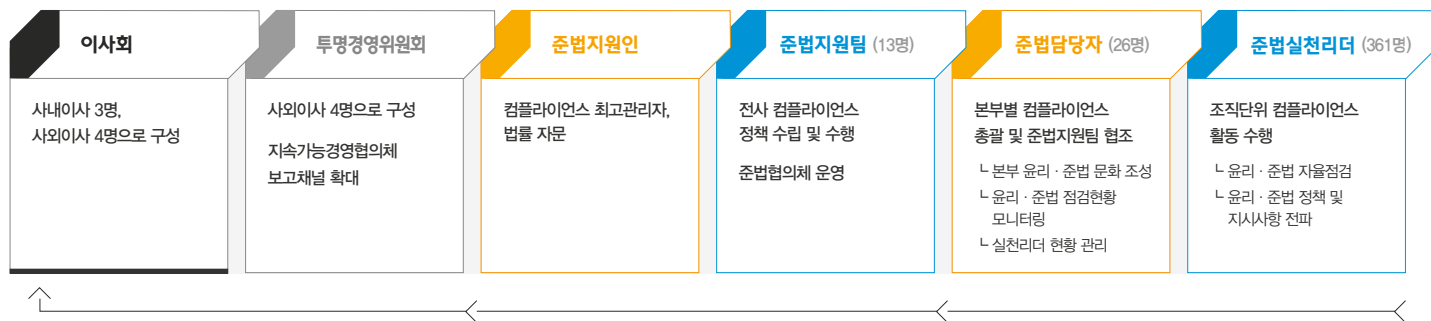 이사회
사내이사 3명,
사외이사 4명으로 구성
투명경영위원회
사외이사 4명으로 구성
지속가능경영협의체
보고채널 확대
준법지원인
컴플라이언스 최고관리자,
법률 자문
준법지원팀 (13명)
전사 컴플라이언스
정책 수립 및 수행
준법협의체 운영
준법담당자 (26명)
본부별 컴플라이언스
총괄 및 준법지원팀 협조
ㄴ 본부 윤리 · 준법 문화 조성
ㄴ 윤리 · 준법 점검현황
모니터링
ㄴ 실천리더 현황 관리
준법실천리더 (361명)
조직단위 컴플라이언스
활동 수행
ㄴ 윤리 · 준법 자율점검
ㄴ 윤리 · 준법 정책 및
지시사항 전파